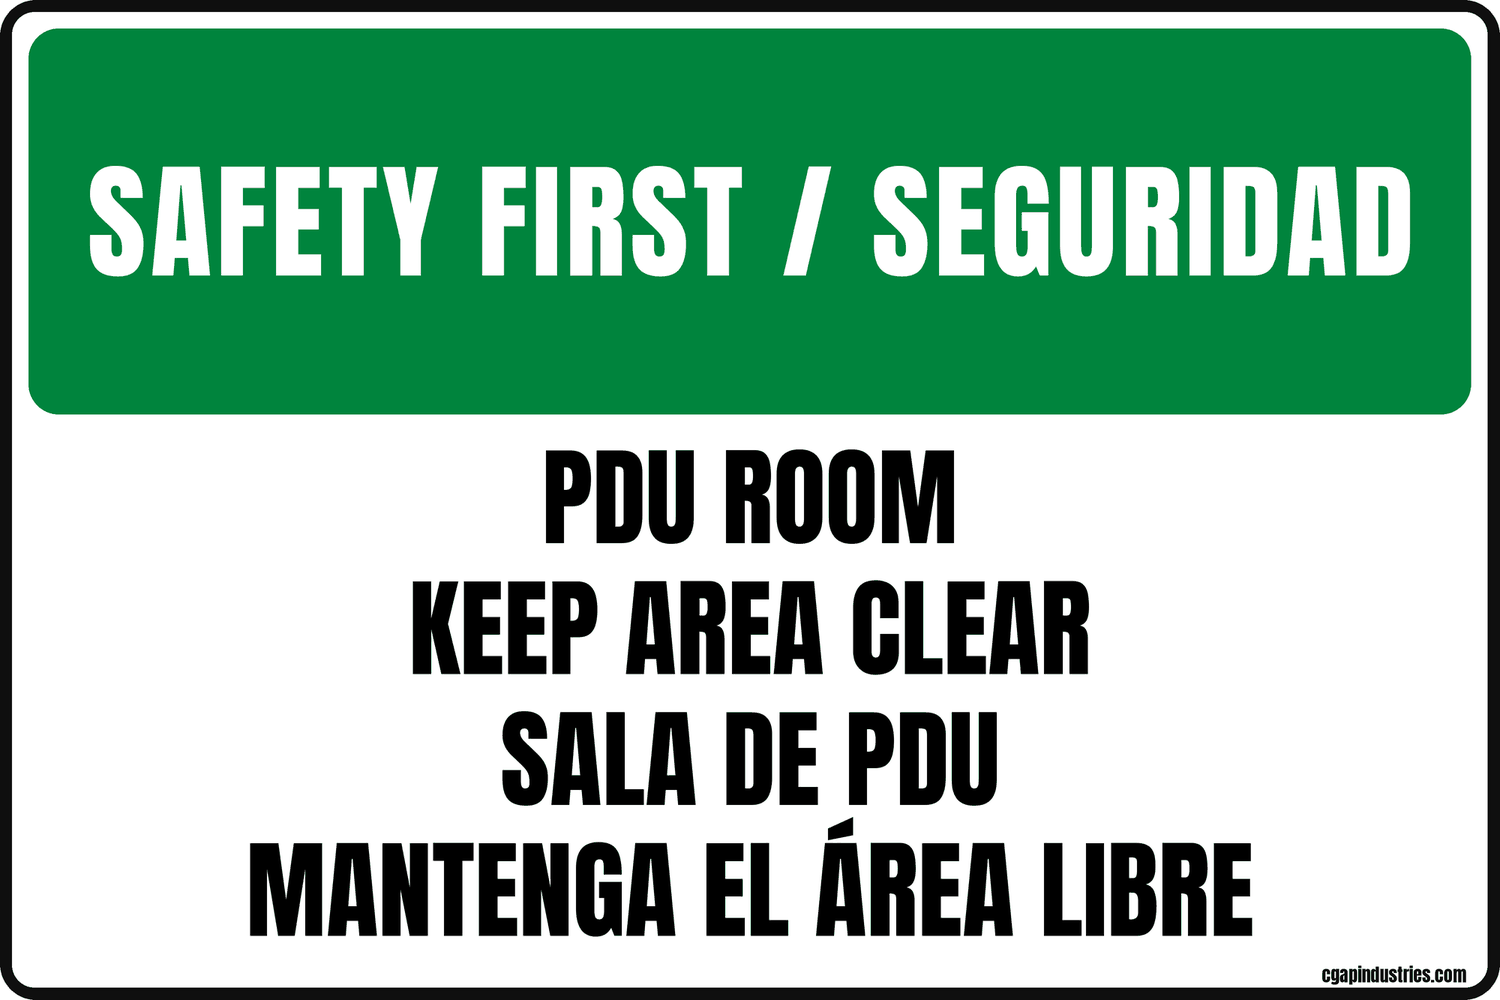 SAFETY FIRST / SEGURIDAD
PDU ROOM
KEEP AREA CLEAR
SALA DE PDU
MANTENGA EL ÁREA LIBRE
cgapindustries.com